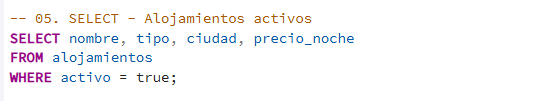 -- 05. SELECT - Alojamientos activos
SELECT nombre, tipo, ciudad, precio_noche
FROM alojamientos
WHERE activo = true;